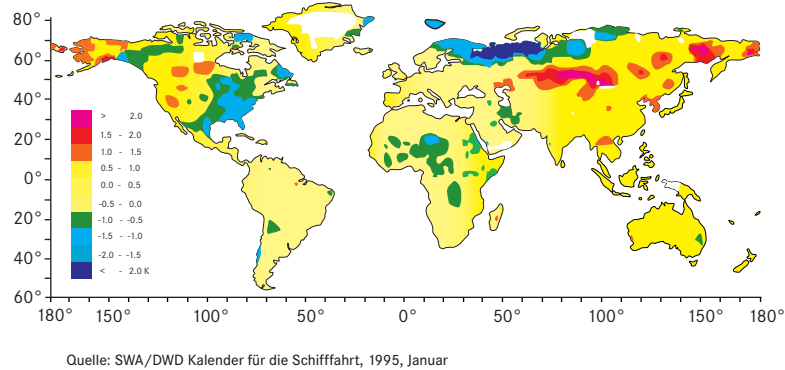 80°
60°
40°
20°
0°
20°
40°
60°
> 2.0
1.5 - 2.0
1.0 - 1.5
0.5 - 1.0
0.0 - 0.5
-0.5 - 0.0
-1.0 - -0.5
-1.5 - -1.0
-2.0 - -1.5
< - 2.0 K
180° 150° 100° 50° 0° 50° 100° 150° 180°
Quelle: SWA/DWD Kalender für die Schifffahrt, 1995, Januar